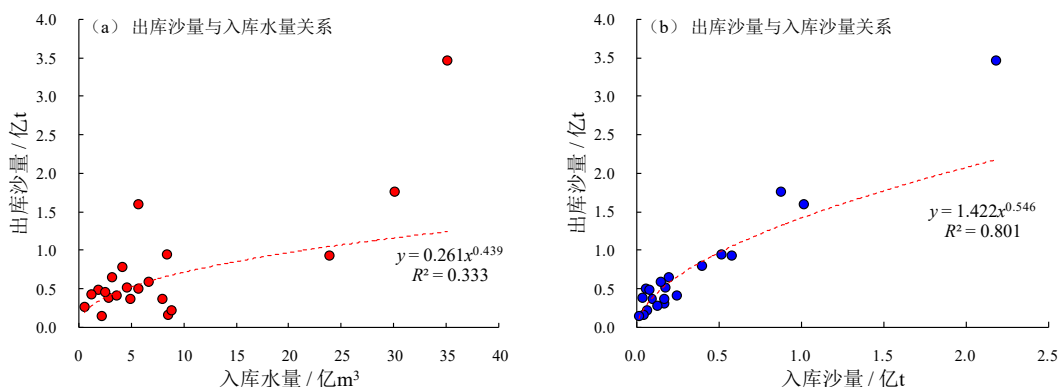 （a） 出库沙量与入库水量关系
4.0
3.5
3.0
2.5
2.0
1.5
1.0
0.5
0.0
出库沙量 / 亿t
y = 0.261x^0.439
R² = 0.333
0 5 10 15 20 25 30 35 40
入库水量 / 亿m³
（b） 出库沙量与入库沙量关系
4.0
3.5
3.0
2.5
2.0
1.5
1.0
0.5
0.0
出库沙量 / 亿t
y = 1.422x^0.546
R² = 0.801
0.0 0.5 1.0 1.5 2.0 2.5
入库沙量 / 亿t